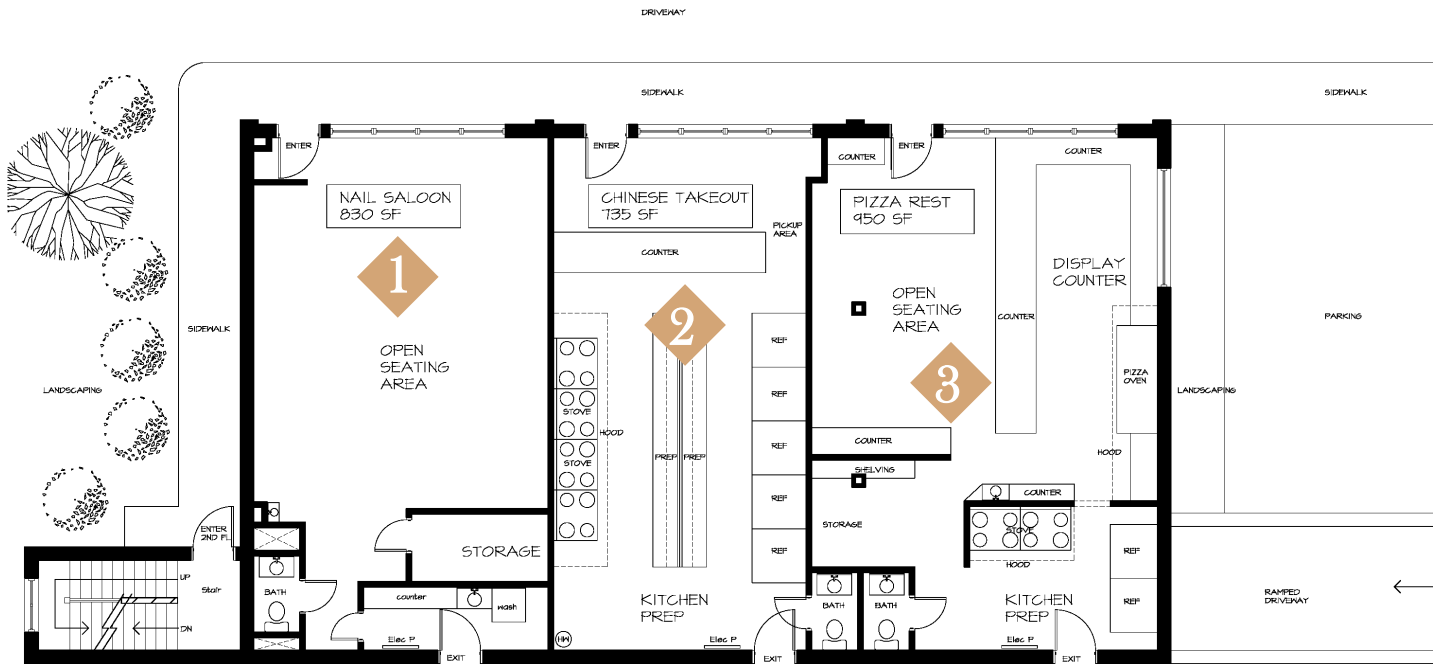 DRIVEWAY
SIDEWALK
SIDEWALK
ENTER
ENTER
ENTER
COUNTER
COUNTER
NAIL SALOON
830 SF
CHINESE TAKEOUT
735 SF
PIZZA REST
950 SF
PICKUP
AREA
COUNTER
1
2
3
DISPLAY
COUNTER
OPEN
SEATING
AREA
OPEN
SEATING
AREA
COUNTER
SIDEWALK
PARKING
LANDSCAPING
LANDSCAPING
REF
REF
REF
REF
REF
STOVE
STOVE
HOOD
PREP
PREP
PIZZA
OVEN
HOOD
COUNTER
SHELVING
STORAGE
COUNTER
STOVE
HOOD
REF
REF
ENTER
2ND FL
STORAGE
UP
DN
Stair
BATH
counter
wash
Elec P
EXIT
KITCHEN
PREP
HW
Elec P
EXIT
BATH
BATH
KITCHEN
PREP
Elec P
EXIT
RAMPED
DRIVEWAY